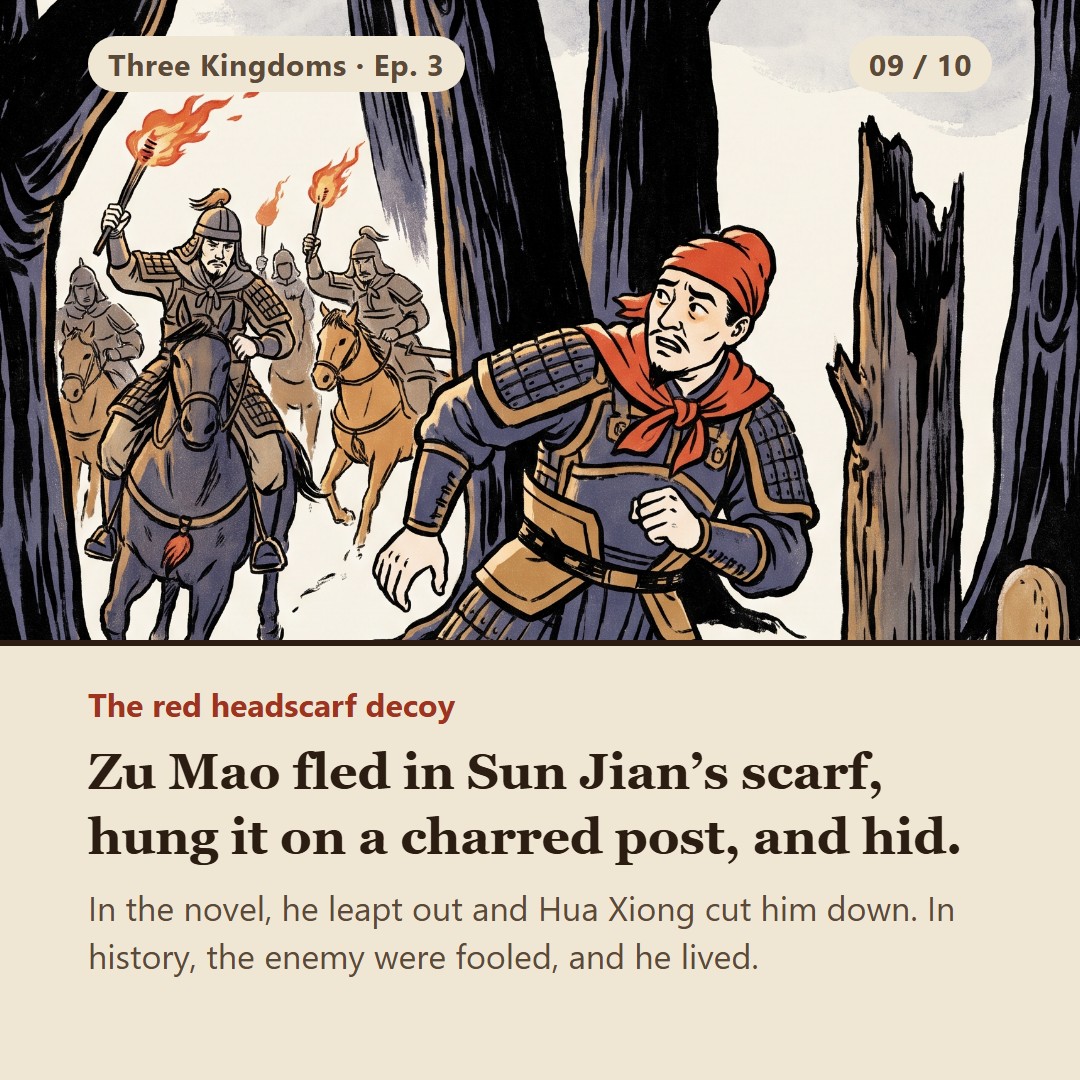 Three Kingdoms · Ep. 3
09 / 10
The red headscarf decoy
Zu Mao fled in Sun Jian’s scarf,
hung it on a charred post, and hid.
In the novel, he leapt out and Hua Xiong cut him down. In
history, the enemy were fooled, and he lived.